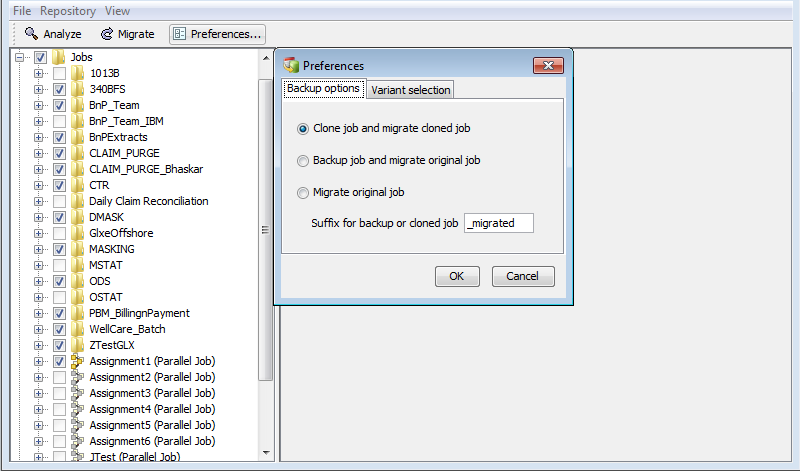 File Repository View
Analyze Migrate Preferences...
Jobs
1013B
340BFS
BnP_Team
BnP_Team_IBM
BnPExtracts
CLAIM_PURGE
CLAIM_PURGE_Bhaskar
CTR
Daily Claim Reconciliation
DMASK
GlxeOffshore
MASKING
MSTAT
ODS
OSTAT
PBM_BillingnPayment
WellCare_Batch
ZTestGLX
Assignment1 (Parallel Job)
Assignment2 (Parallel Job)
Assignment3 (Parallel Job)
Assignment4 (Parallel Job)
Assignment5 (Parallel Job)
Assignment6 (Parallel Job)
JTest (Parallel Job)
Preferences
Backup options Variant selection
Clone job and migrate cloned job
Backup job and migrate original job
Migrate original job
Suffix for backup or cloned job _migrated
OK Cancel